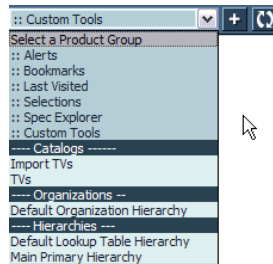 :: Custom Tools
Select a Product Group
:: Alerts
:: Bookmarks
:: Last Visited
:: Selections
:: Spec Explorer
:: Custom Tools
---- Catalogs ------
Import TVs
TVs
---- Organizations --
Default Organization Hierarchy
---- Hierarchies ---
Default Lookup Table Hierarchy
Main Primary Hierarchy